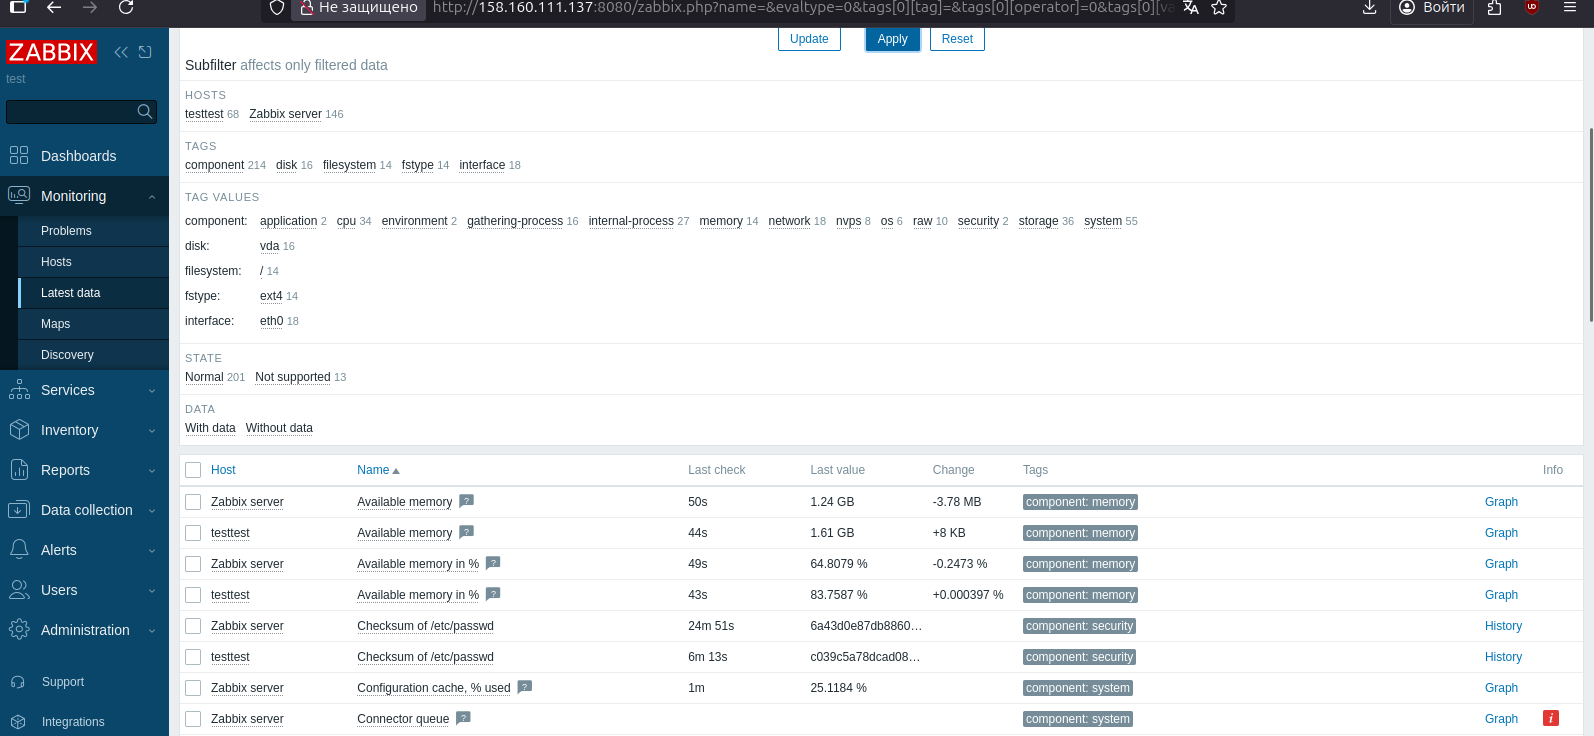 Не защищено http://158.160.111.137:8080/zabbix.php?name=&evaltype=0&tags[0][tag]=&tags[0][operator]=0&tags[0][va Войти
ZABBIX
test
Dashboards
Monitoring
Problems
Hosts
Latest data
Maps
Discovery
Services
Inventory
Reports
Data collection
Alerts
Users
Administration
Support
Integrations
Update Apply Reset
Subfilter affects only filtered data
HOSTS
testtest 68 Zabbix server 146
TAGS
component 214 disk 16 filesystem 14 fstype 14 interface 18
TAG VALUES
component: application 2 cpu 34 environment 2 gathering-process 16 internal-process 27 memory 14 network 18 nvps 8 os 6 raw 10 security 2 storage 36 system 55
disk: vda 16
filesystem: / 14
fstype: ext4 14
interface: eth0 18
STATE
Normal 201 Not supported 13
DATA
With data Without data
Host Name Last check Last value Change Tags Info
Zabbix server Available memory ? 50s 1.24 GB -3.78 MB component: memory Graph
testtest Available memory ? 44s 1.61 GB +8 KB component: memory Graph
Zabbix server Available memory in % ? 49s 64.8079 % -0.2473 % component: memory Graph
testtest Available memory in % ? 43s 83.7587 % +0.000397 % component: memory Graph
Zabbix server Checksum of /etc/passwd 24m 51s 6a43d0e87db8860… component: security History
testtest Checksum of /etc/passwd 6m 13s c039c5a78dcad08… component: security History
Zabbix server Configuration cache, % used ? 1m 25.1184 % component: system Graph
Zabbix server Connector queue ? component: system Graph i